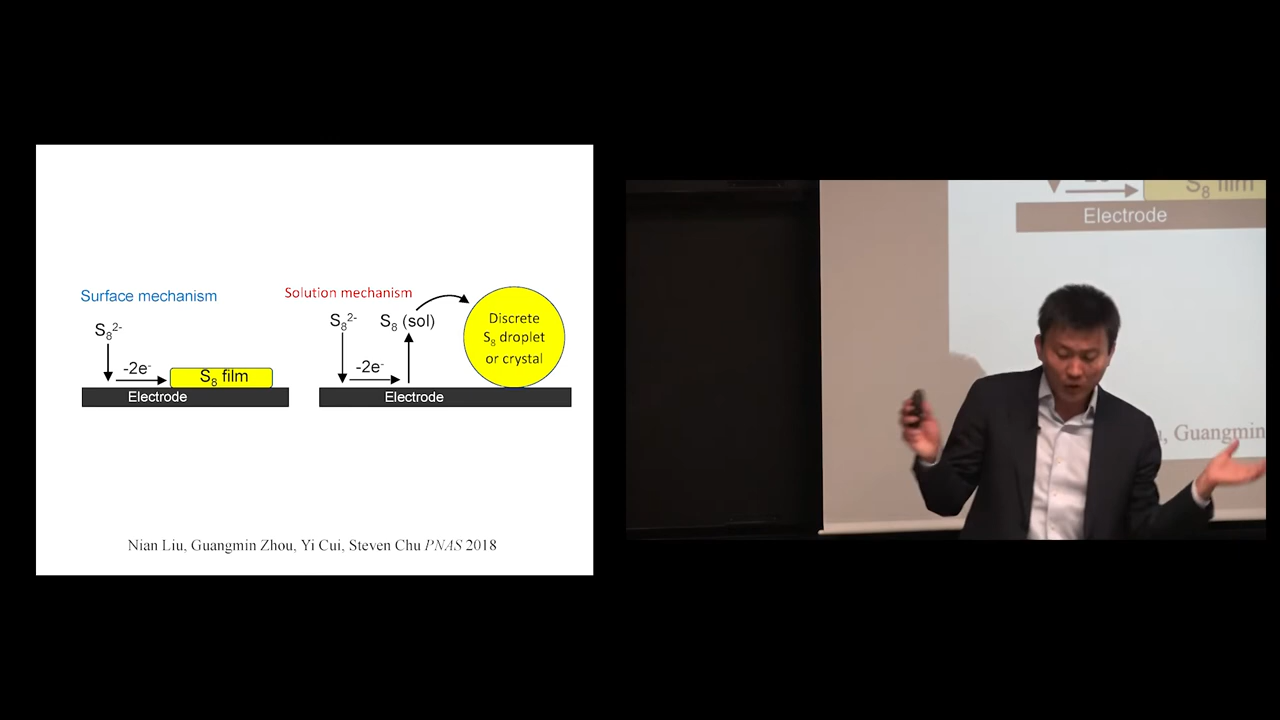 Surface mechanism
S₈²⁻
-2e⁻
S₈ film
Electrode
Solution mechanism
S₈²⁻
S₈ (sol)
-2e⁻
Discrete
S₈ droplet
or crystal
Electrode
Nian Liu, Guangmin Zhou, Yi Cui, Steven Chu PNAS 2018
S₈ film
Electrode
, Guangmin